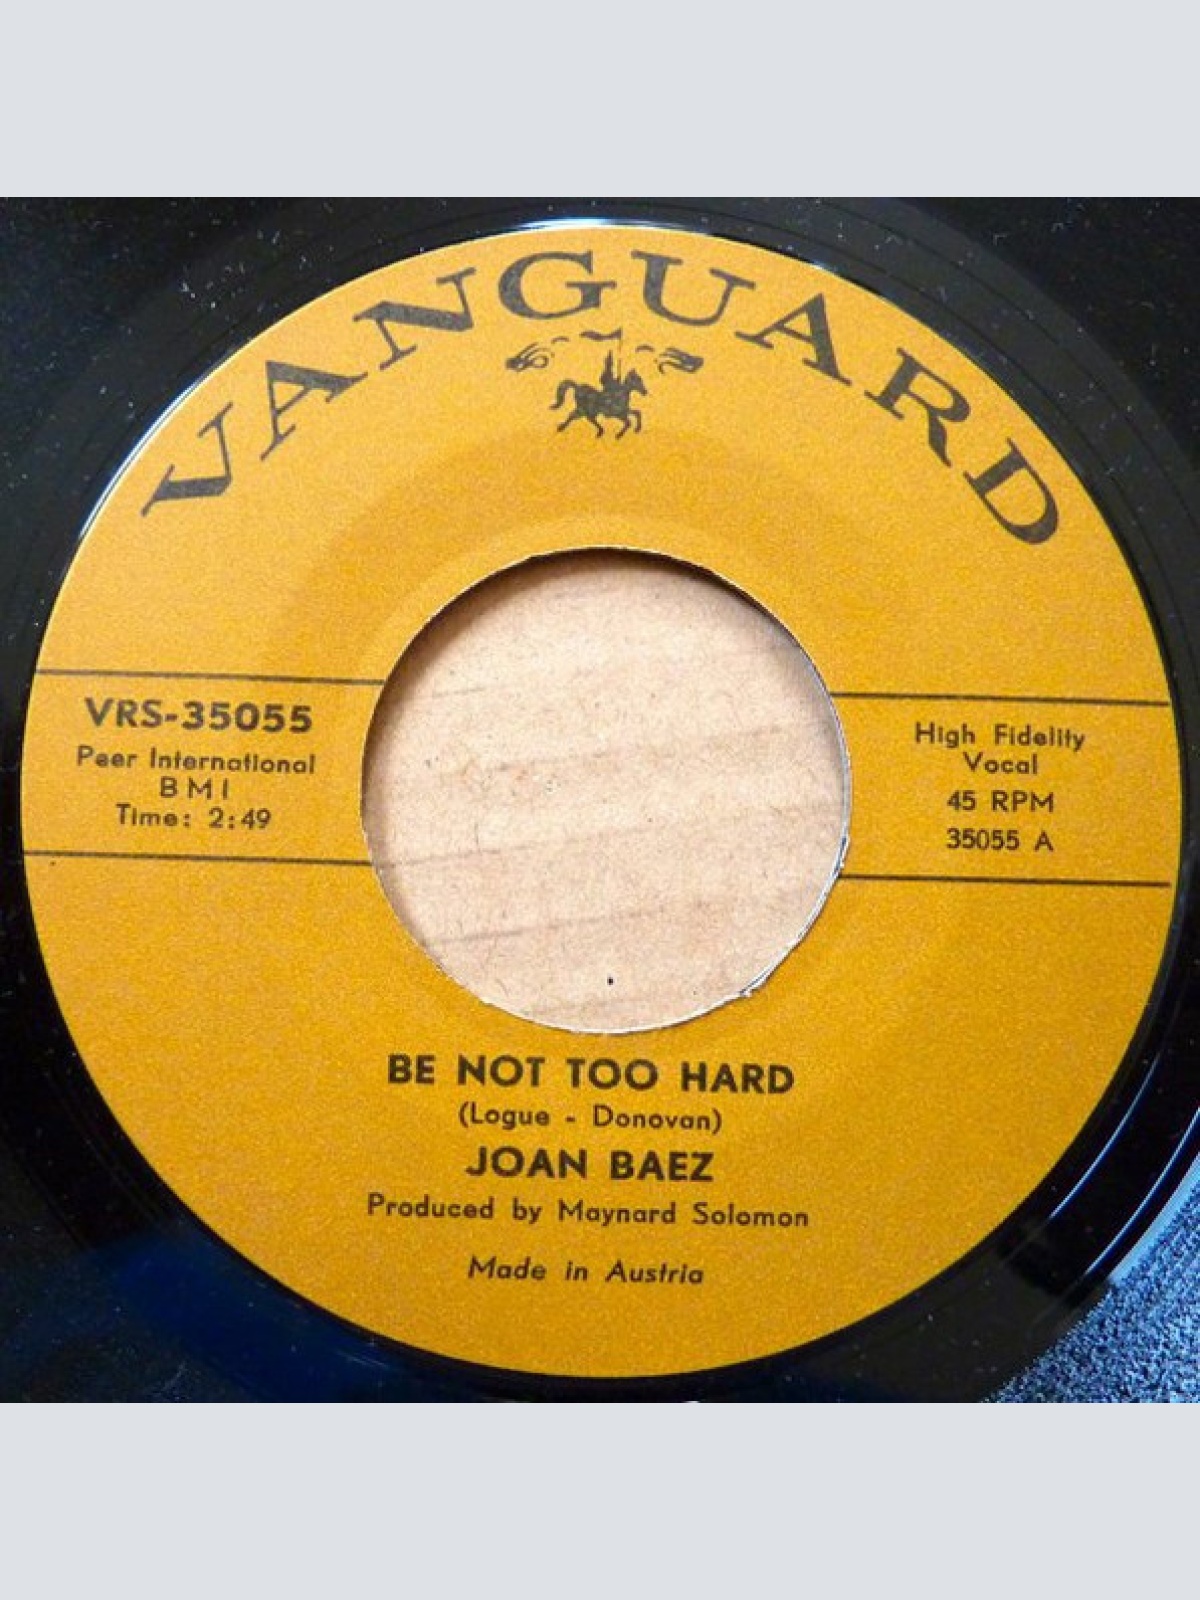 VANGUARD
VRS-35055
Peer International
BMI
Time: 2:49
High Fidelity
Vocal
45 RPM
35055 A
BE NOT TOO HARD
(Logue - Donovan)
JOAN BAEZ
Produced by Maynard Solomon
Made in Austria